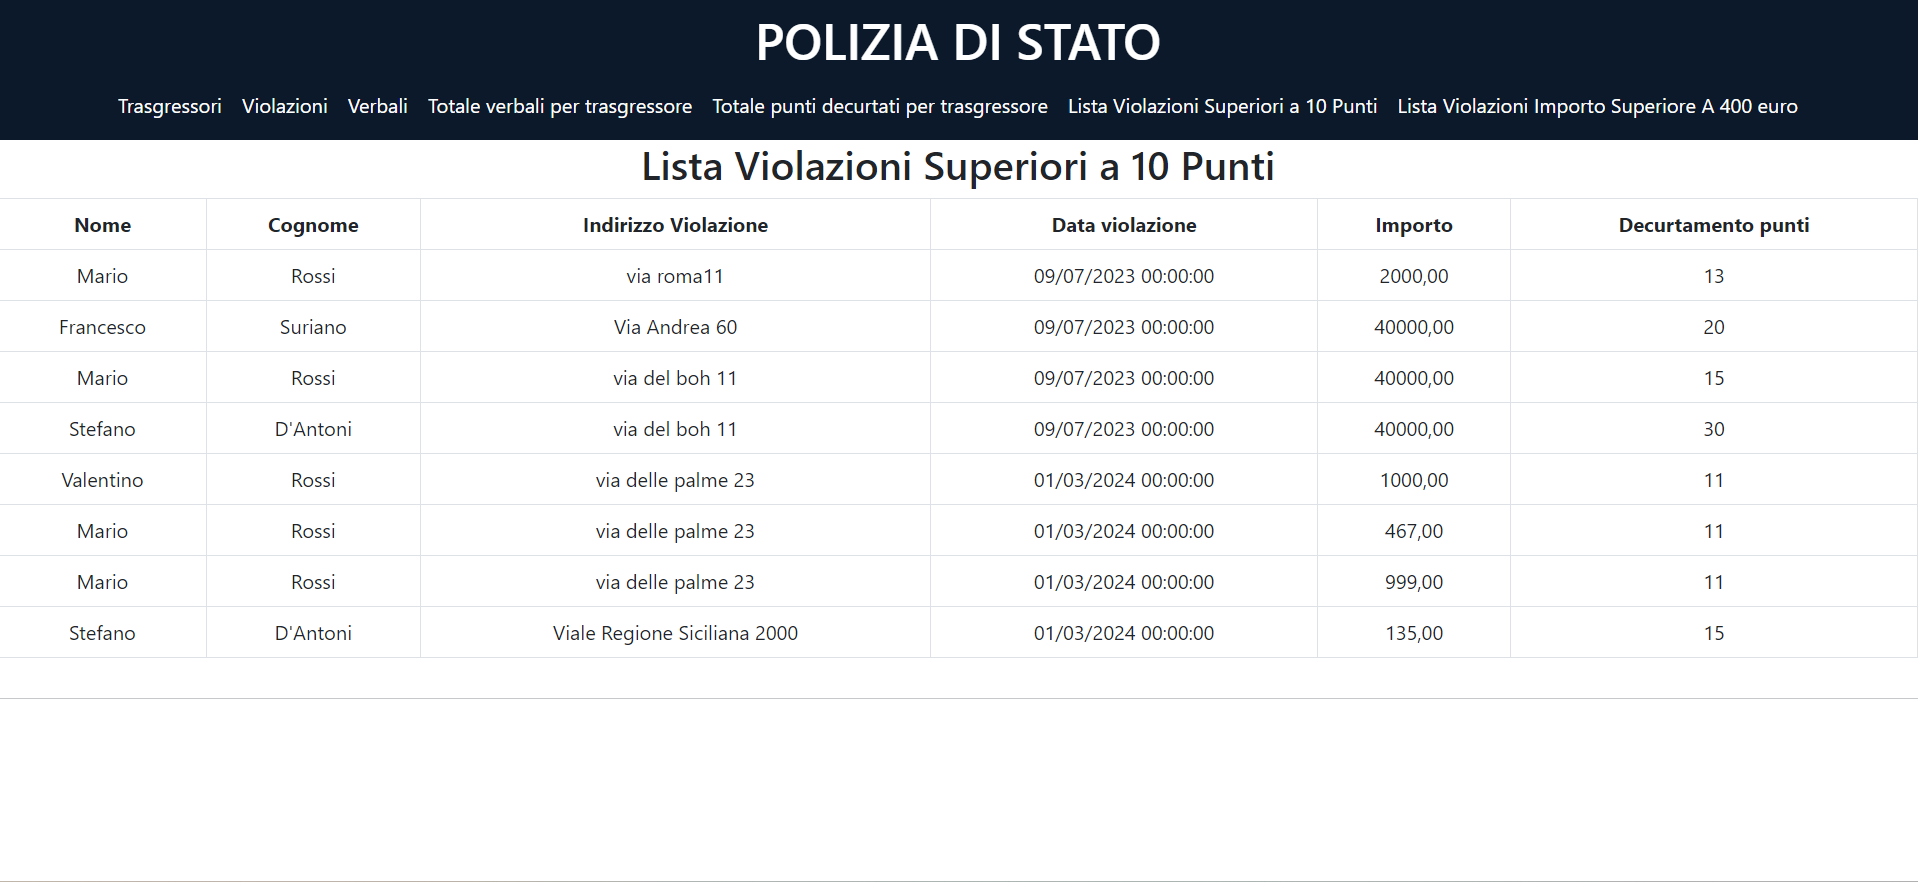 POLIZIA DI STATO
Trasgressori Violazioni Verbali Totale verbali per trasgressore Totale punti decurtati per trasgressore Lista Violazioni Superiori a 10 Punti Lista Violazioni Importo Superiore A 400 euro
Lista Violazioni Superiori a 10 Punti
Nome Cognome Indirizzo Violazione Data violazione Importo Decurtamento punti
Mario Rossi via roma11 09/07/2023 00:00:00 2000,00 13
Francesco Suriano Via Andrea 60 09/07/2023 00:00:00 40000,00 20
Mario Rossi via del boh 11 09/07/2023 00:00:00 40000,00 15
Stefano D'Antoni via del boh 11 09/07/2023 00:00:00 40000,00 30
Valentino Rossi via delle palme 23 01/03/2024 00:00:00 1000,00 11
Mario Rossi via delle palme 23 01/03/2024 00:00:00 467,00 11
Mario Rossi via delle palme 23 01/03/2024 00:00:00 999,00 11
Stefano D'Antoni Viale Regione Siciliana 2000 01/03/2024 00:00:00 135,00 15